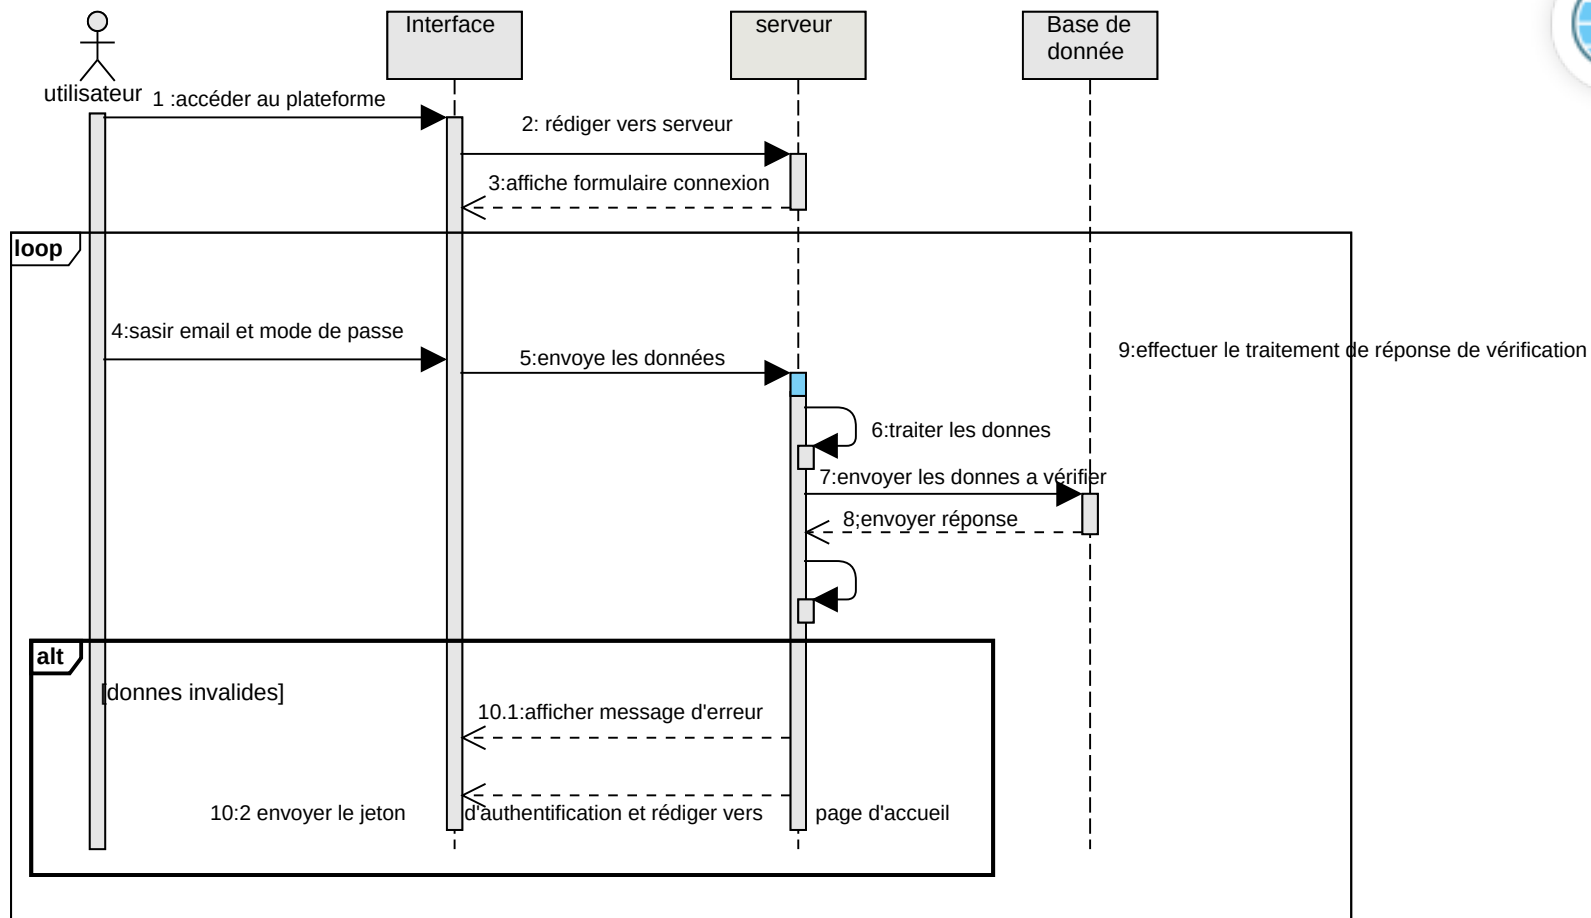 Interface
serveur
Base de
donnée
utilisateur
1 :accéder au plateforme
2: rédiger vers serveur
3:affiche formulaire connexion
loop
4:sasir email et mode de passe
5:envoye les données
9:effectuer le traitement de réponse de vérification
6:traiter les donnes
7:envoyer les donnes a vérifier
8;envoyer réponse
alt
[donnes invalides]
10.1:afficher message d'erreur
10:2 envoyer le jeton d'authentification et rédiger vers page d'accueil